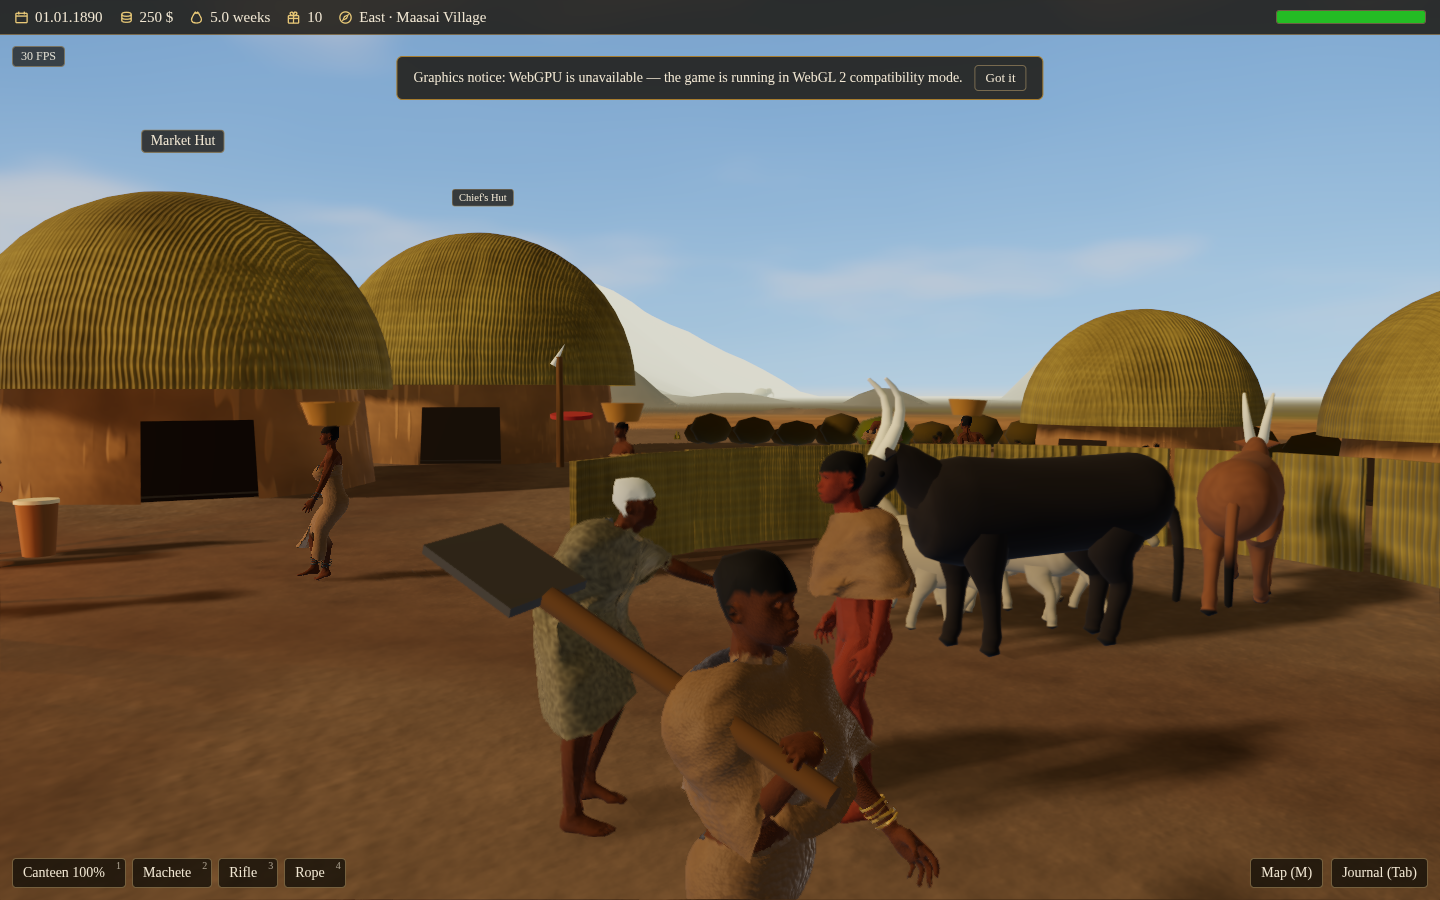 01.01.1890 250 $ 5.0 weeks 10 East · Maasai Village
30 FPS
Graphics notice: WebGPU is unavailable — the game is running in WebGL 2 compatibility mode. Got it
Market Hut
Chief's Hut
Canteen 100% 1 Machete 2 Rifle 3 Rope 4
Map (M) Journal (Tab)